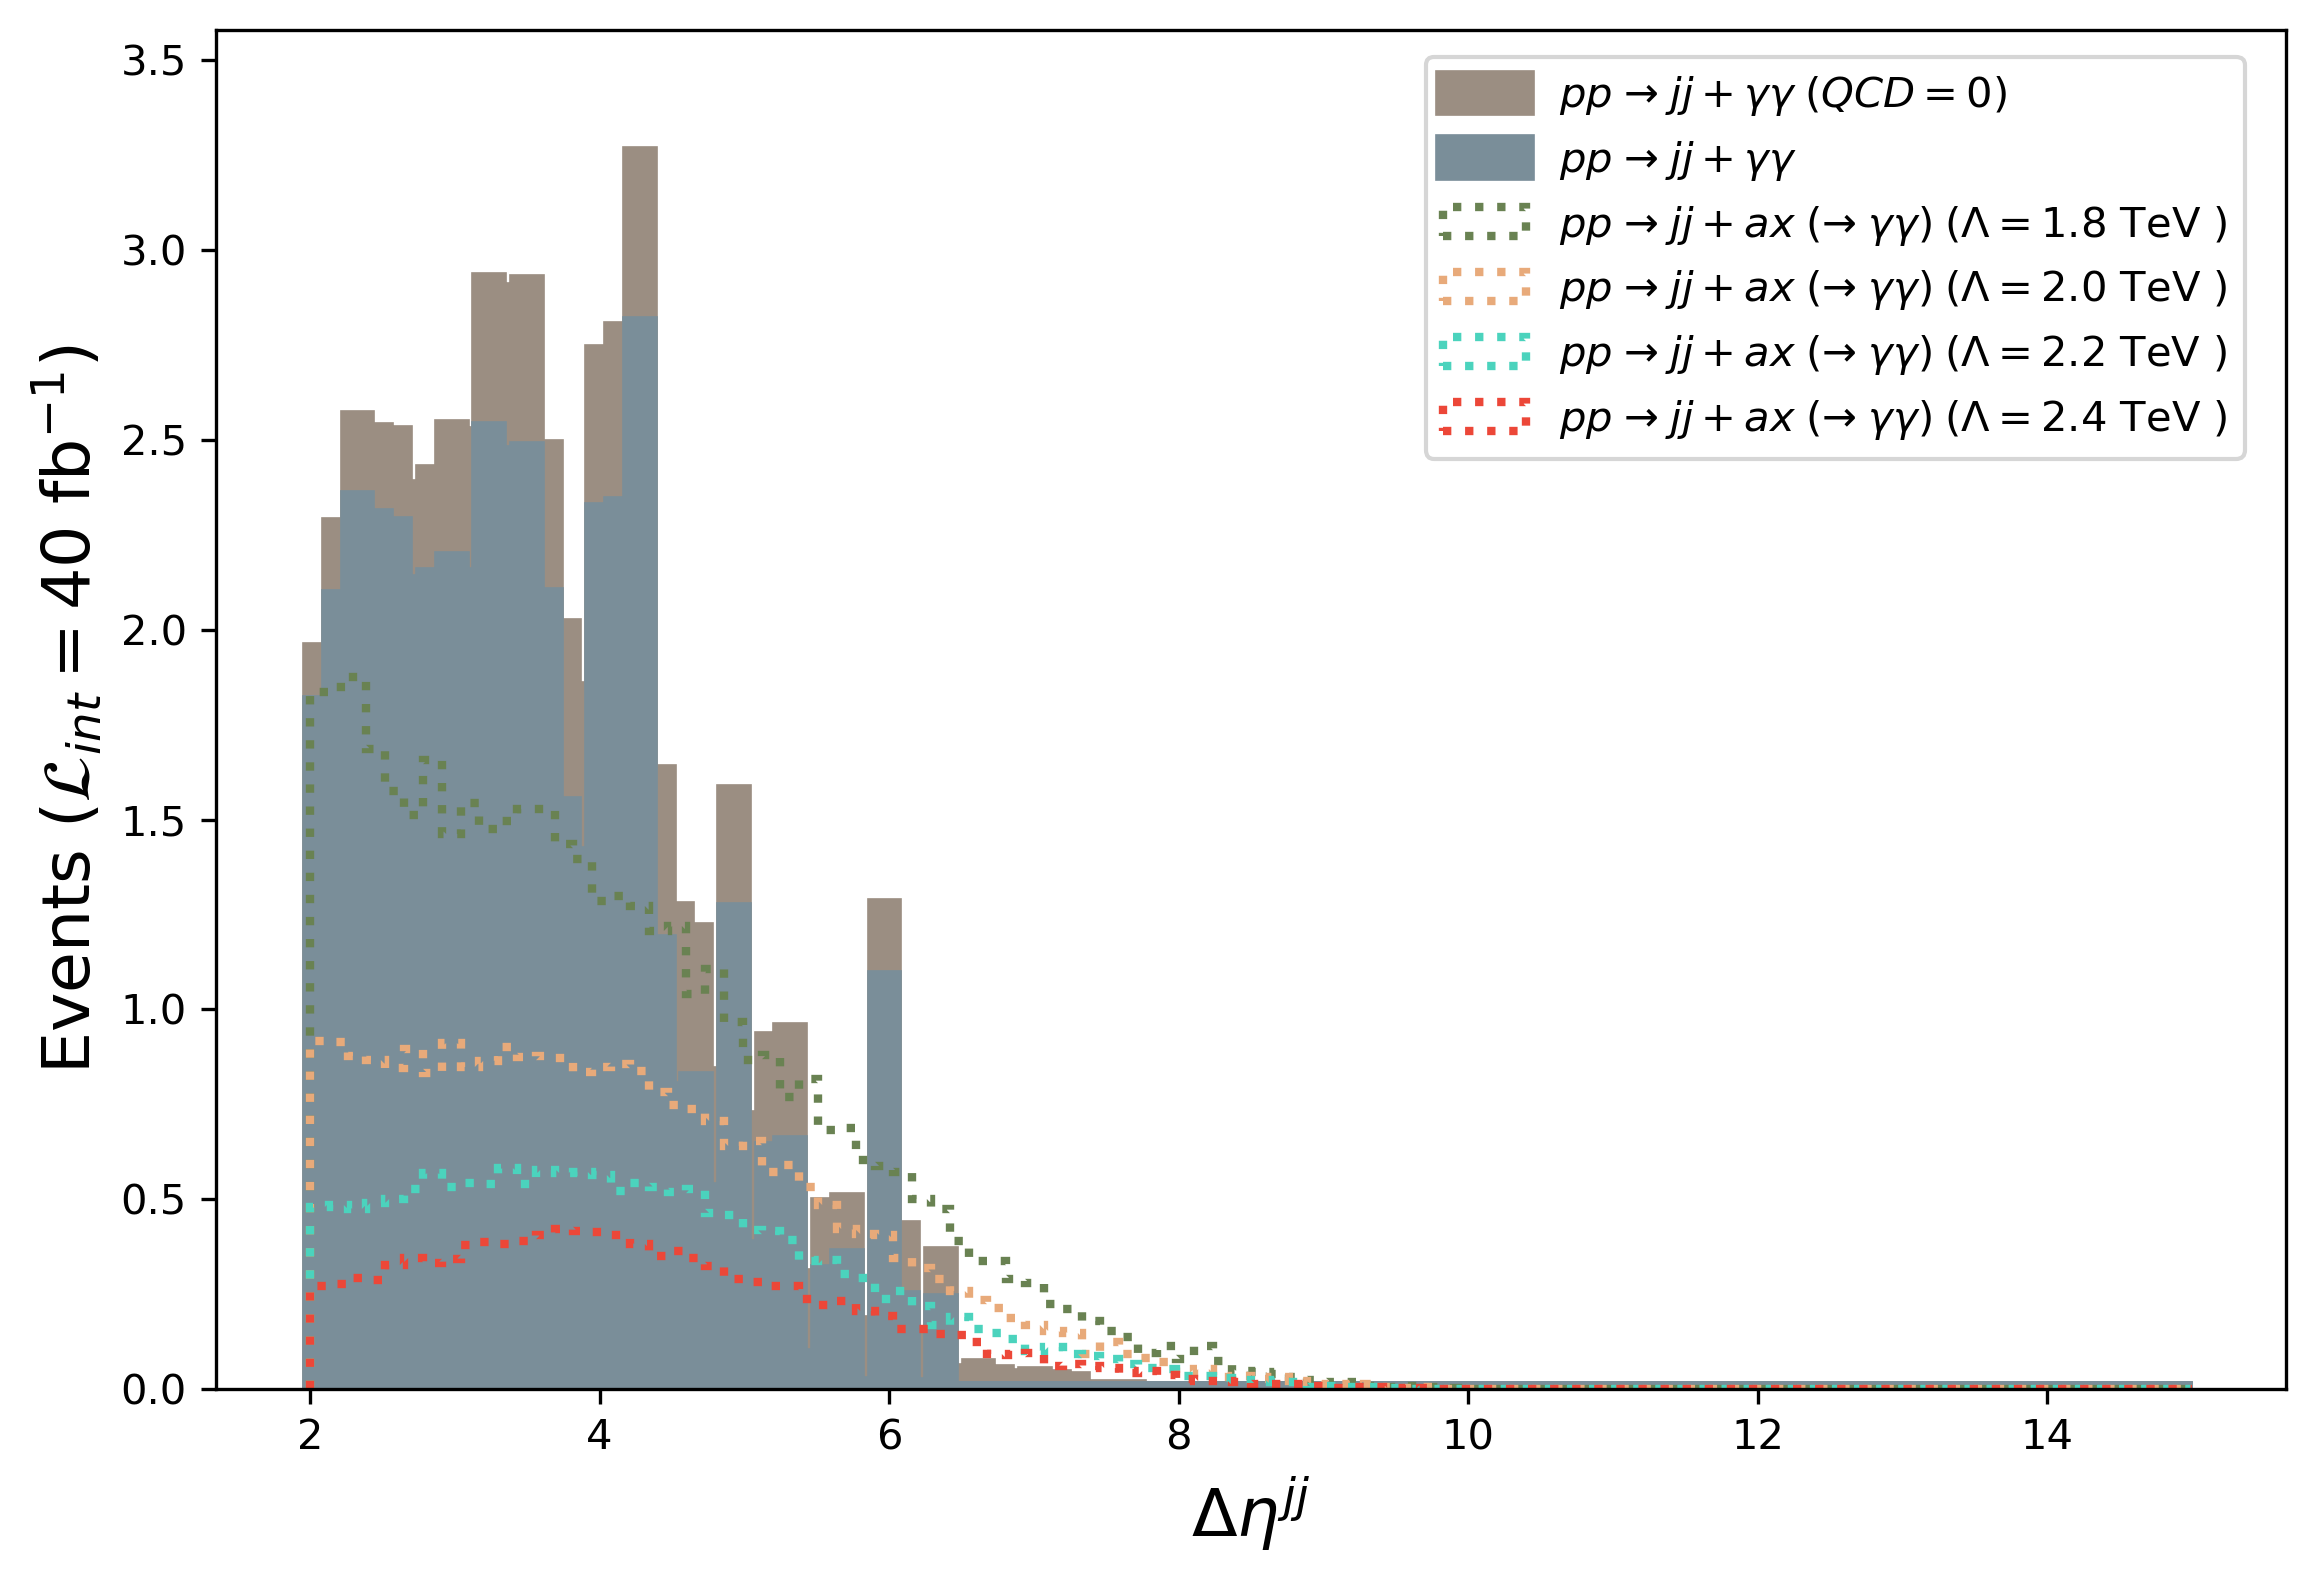 pp → jj + γγ (QCD = 0)
pp → jj + γγ
pp → jj + ax (→ γγ) (Λ = 1.8 TeV )
pp → jj + ax (→ γγ) (Λ = 2.0 TeV )
pp → jj + ax (→ γγ) (Λ = 2.2 TeV )
pp → jj + ax (→ γγ) (Λ = 2.4 TeV )
Events (ℒ_int = 40 fb⁻¹)
3.5
3.0
2.5
2.0
1.5
1.0
0.5
0.0
2 4 6 8 10 12 14
Δη^jj